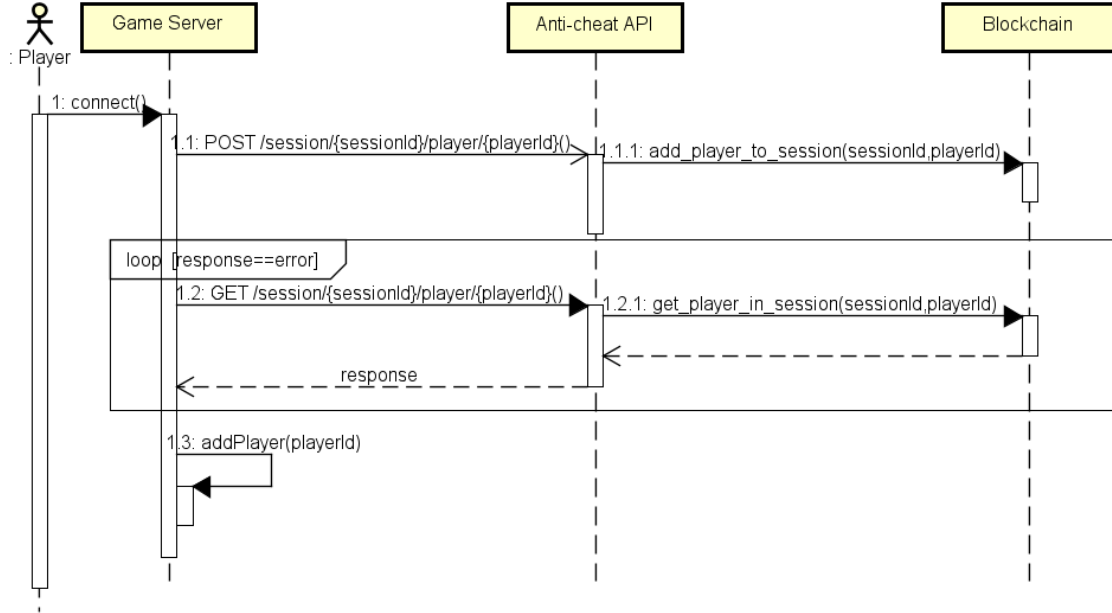 Game Server
Anti-cheat API
Blockchain
: Player
1: connect()
1.1: POST /session/{sessionId}/player/{playerId}()
1.1.1: add_player_to_session(sessionId,playerId)
loop [response==error]
1.2: GET /session/{sessionId}/player/{playerId}()
1.2.1: get_player_in_session(sessionId,playerId)
response
1.3: addPlayer(playerId)